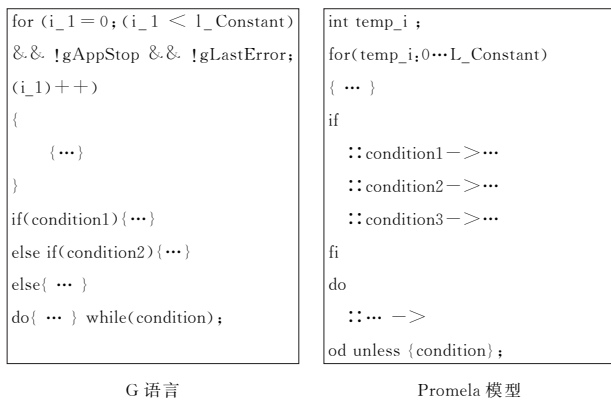 for (i_1=0;(i_1 < l_Constant)
&& !gAppStop && !gLastError;
(i_1)++)
{
{…}
}
if(condition1){…}
else if(condition2){…}
else{ … }
do{ … } while(condition);
G 语言
int temp_i ;
for(temp_i:0…L_Constant)
{ … }
if
::condition1->…
::condition2->…
::condition3->…
fi
do
::… ->
od unless {condition};
Promela 模型